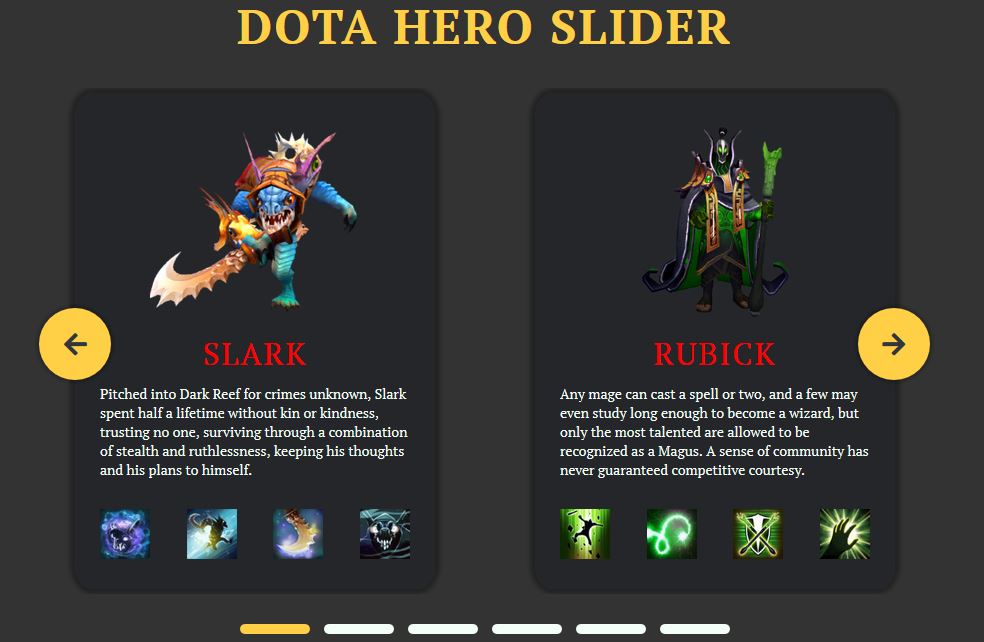 DOTA HERO SLIDER
SLARK
Pitched into Dark Reef for crimes unknown, Slark
spent half a lifetime without kin or kindness,
trusting no one, surviving through a combination
of stealth and ruthlessness, keeping his thoughts
and his plans to himself.
RUBICK
Any mage can cast a spell or two, and a few may
even study long enough to become a wizard, but
only the most talented are allowed to be
recognized as a Magus. A sense of community has
never guaranteed competitive courtesy.